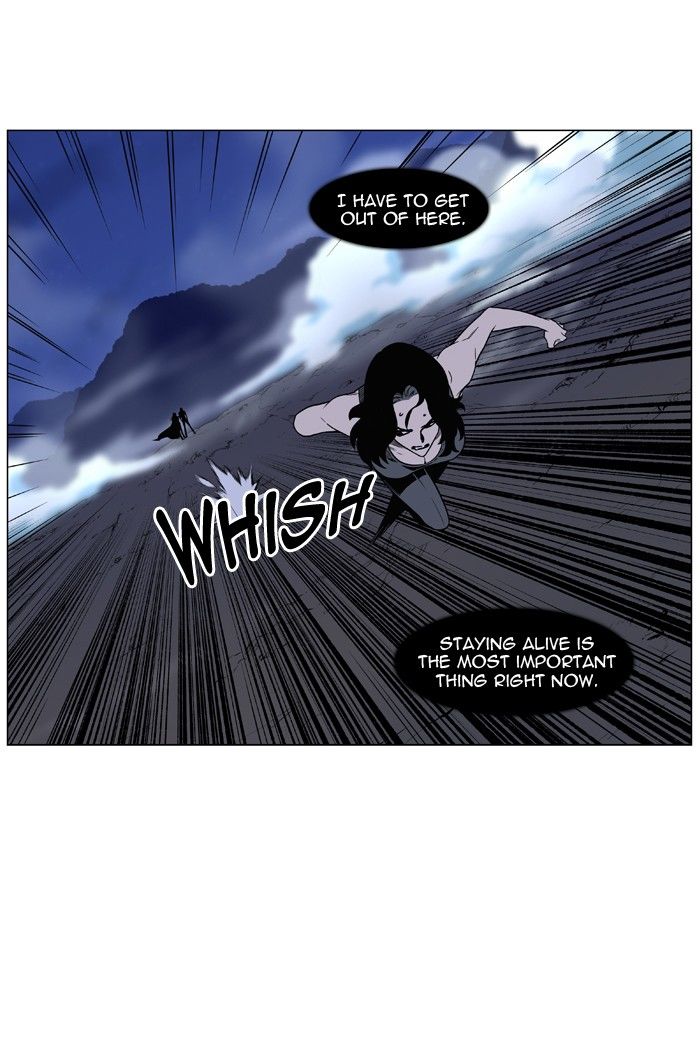 I HAVE TO GET
OUT OF HERE.
WHISH
STAYING ALIVE IS
THE MOST IMPORTANT
THING RIGHT NOW.